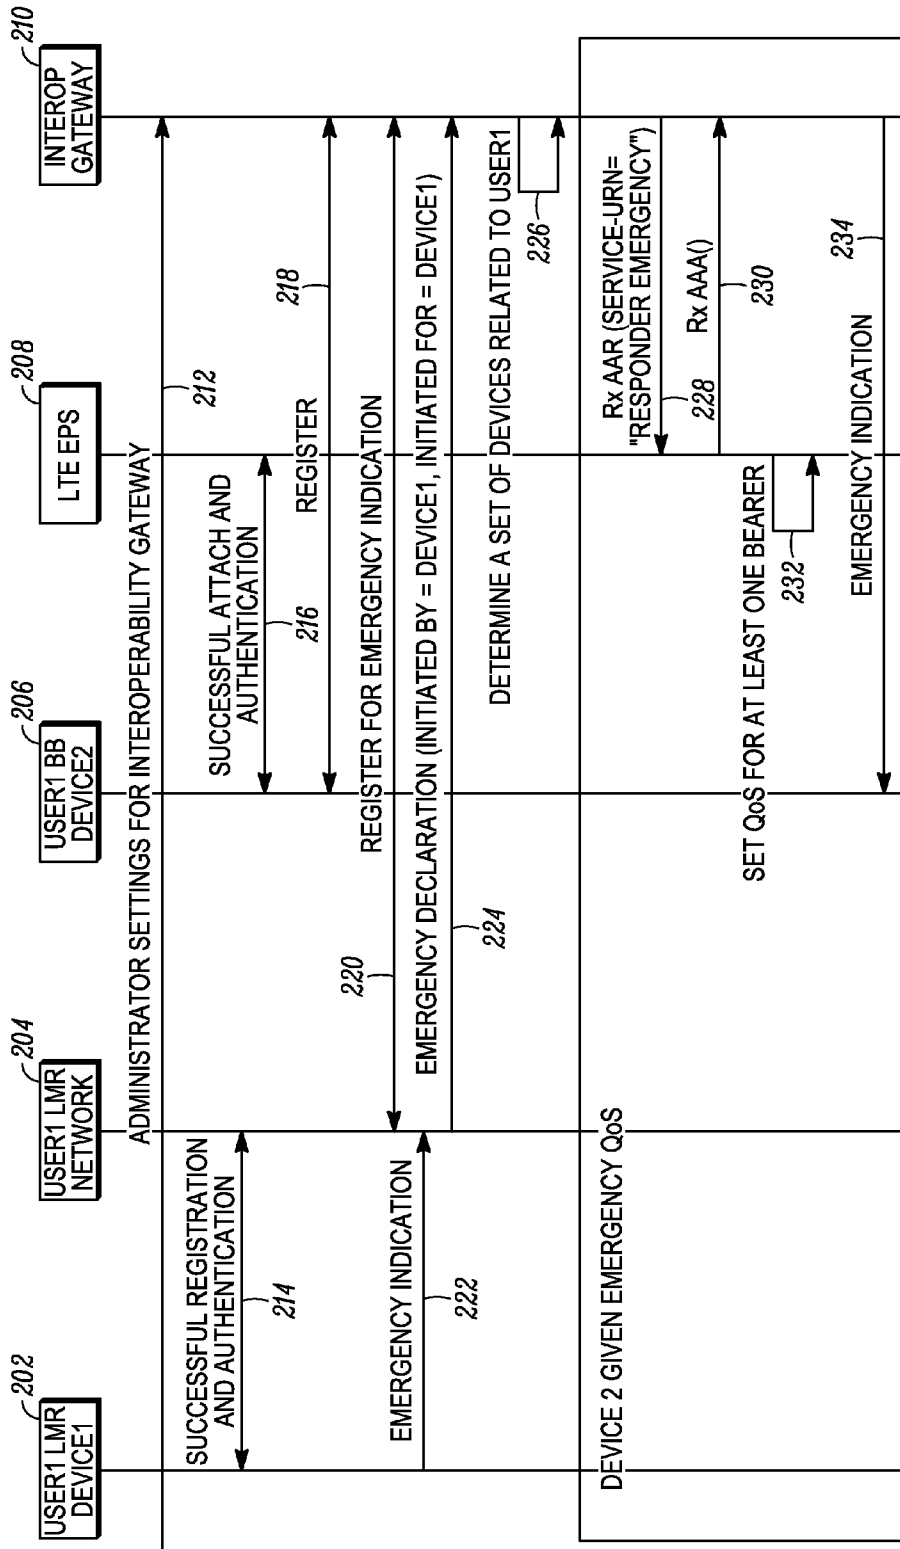 202
USER1 LMR
DEVICE1
204
USER1 LMR
NETWORK
206
USER1 BB
DEVICE2
208
LTE EPS
210
INTEROP
GATEWAY
ADMINISTRATOR SETTINGS FOR INTEROPERABILITY GATEWAY
212
SUCCESSFUL REGISTRATION
AND AUTHENTICATION
214
SUCCESSFUL ATTACH AND
AUTHENTICATION
216
REGISTER
218
REGISTER FOR EMERGENCY INDICATION
220
EMERGENCY INDICATION
222
EMERGENCY DECLARATION (INITIATED BY = DEVICE1, INITIATED FOR = DEVICE1)
224
DETERMINE A SET OF DEVICES RELATED TO USER1
226
DEVICE 2 GIVEN EMERGENCY QoS
Rx AAR (SERVICE-URN=
"RESPONDER EMERGENCY")
228
Rx AAA()
230
SET QoS FOR AT LEAST ONE BEARER
232
EMERGENCY INDICATION
234